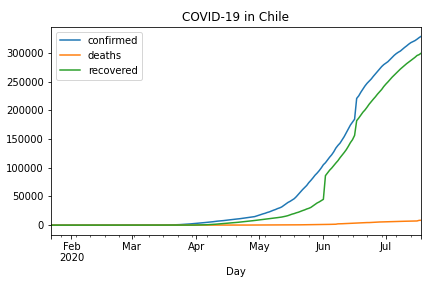 COVID-19 in Chile
confirmed
deaths
recovered
300000
250000
200000
150000
100000
50000
0
Feb
2020
Mar
Apr
May
Jun
Jul
Day